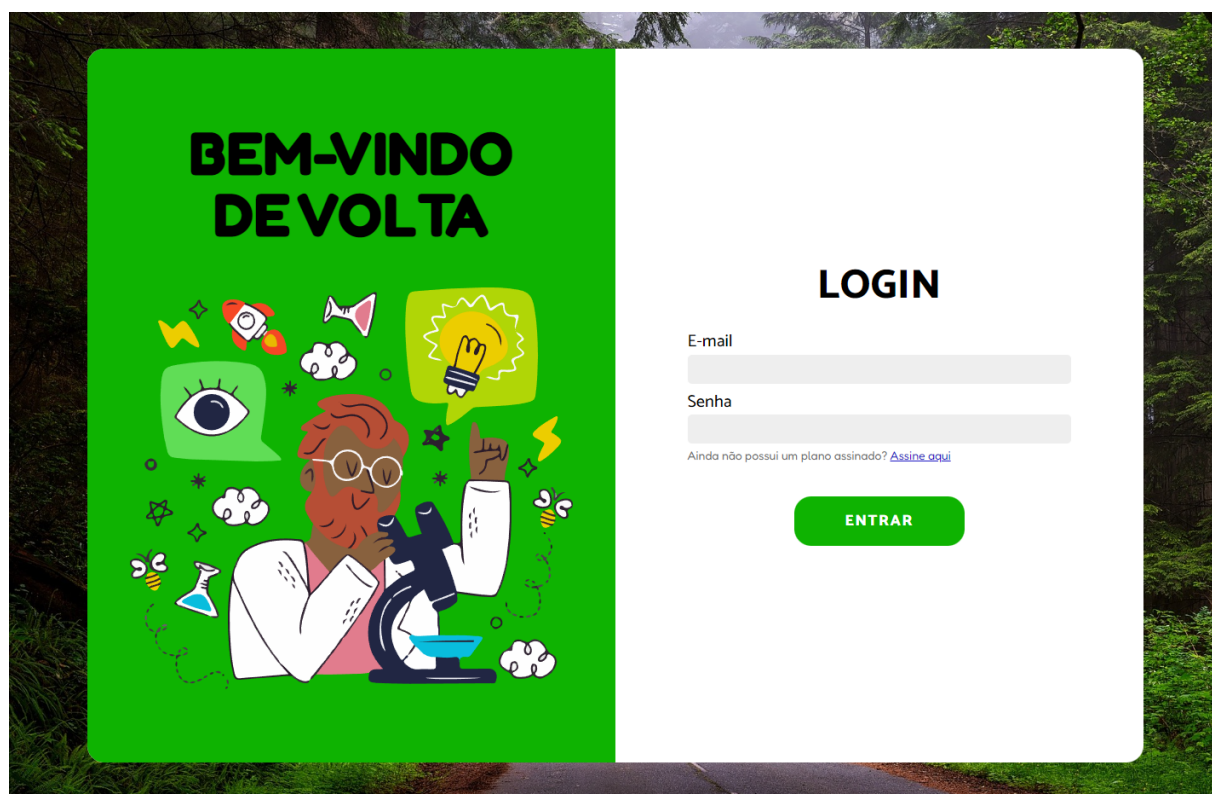 BEM-VINDO
DE VOLTA
LOGIN
E-mail
Senha
Ainda não possui um plano assinado? Assine aqui
ENTRAR